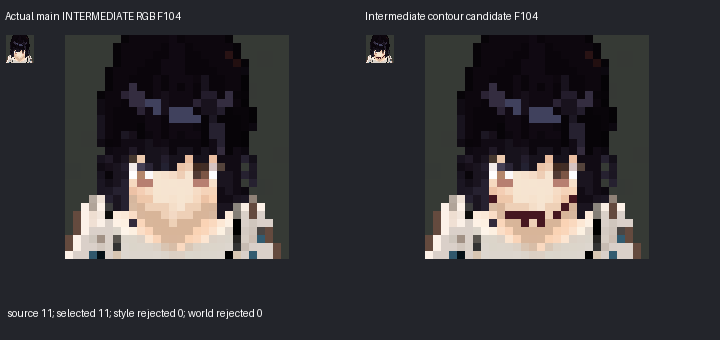 Actual main INTERMEDIATE RGB F104
Intermediate contour candidate F104
source 11; selected 11; style rejected 0; world rejected 0